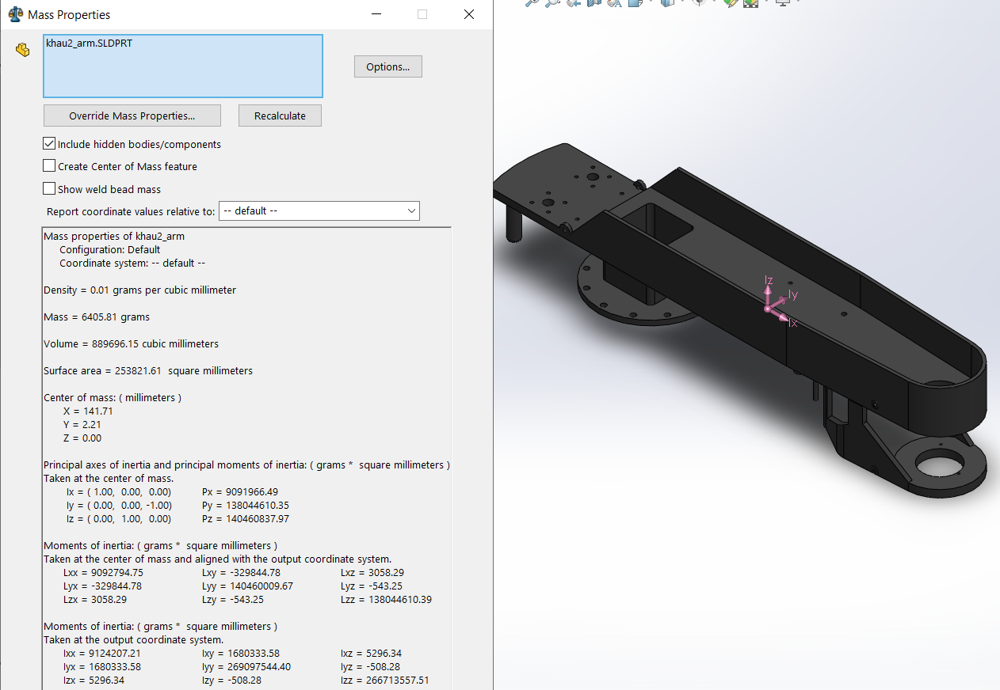 Mass Properties
khau2_arm.SLDPRT
Options...
Override Mass Properties...
Recalculate
Include hidden bodies/components
Create Center of Mass feature
Show weld bead mass
Report coordinate values relative to: -- default --
Mass properties of khau2_arm
Configuration: Default
Coordinate system: -- default --
Density = 0.01 grams per cubic millimeter
Mass = 6405.81 grams
Volume = 889696.15 cubic millimeters
Surface area = 253821.61 square millimeters
Center of mass: ( millimeters )
X = 141.71
Y = 2.21
Z = 0.00
Principal axes of inertia and principal moments of inertia: ( grams * square millimeters )
Taken at the center of mass.
Ix = ( 1.00, 0.00, 0.00) Px = 9091966.49
Iy = ( 0.00, 0.00, -1.00) Py = 138044610.35
Iz = ( 0.00, 1.00, 0.00) Pz = 140460837.97
Moments of inertia: ( grams * square millimeters )
Taken at the center of mass and aligned with the output coordinate system.
Lxx = 9092794.75 Lxy = -329844.78 Lxz = 3058.29
Lyx = -329844.78 Lyy = 140460009.67 Lyz = -543.25
Lzx = 3058.29 Lzy = -543.25 Lzz = 138044610.39
Moments of inertia: ( grams * square millimeters )
Taken at the output coordinate system.
Ixx = 9124207.21 Ixy = 1680333.58 Ixz = 5296.34
Iyx = 1680333.58 Iyy = 269097544.40 Iyz = -508.28
Izx = 5296.34 Izy = -508.28 Izz = 266713557.51
Iz
Iy
Ix